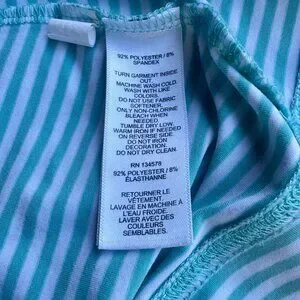 92% POLYESTER / 8%
SPANDEX
TURN GARMENT INSIDE
OUT.
MACHINE WASH COLD.
WASH WITH LIKE
COLORS.
DO NOT USE FABRIC
SOFTENER.
ONLY NON-CHLORINE
BLEACH WHEN
NEEDED.
TUMBLE DRY LOW.
WARM IRON IF NEEDED
ON REVERSE SIDE.
DO NOT IRON
DECORATION.
DO NOT DRY CLEAN.
RN 134578
92% POLYESTER / 8%
ÉLASTHANNE
RETOURNER LE
VÊTEMENT.
LAVAGE EN MACHINE À
L'EAU FROIDE.
LAVER AVEC DES
COULEURS
SEMBLABLES.